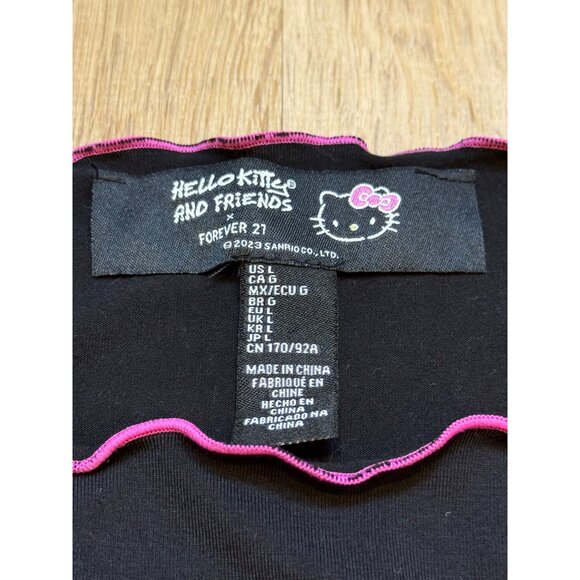 HELLO KITTY®
AND FRIENDS
×
FOREVER 21
©2023 SANRIO CO., LTD.
US L
CA G
MX/ECU G
BR G
EU L
UK L
KR L
JP L
CN 170/92A
MADE IN CHINA
FABRIQUÉ EN
CHINE
HECHO EN
CHINA
FABRICADO NA
CHINA